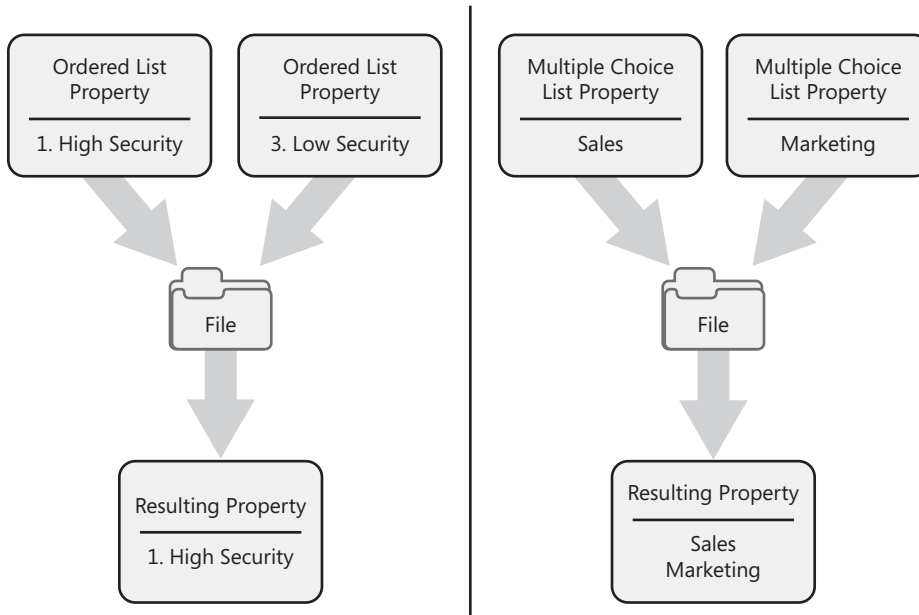 Ordered List
Property
1. High Security
Ordered List
Property
3. Low Security
File
Resulting Property
1. High Security
Multiple Choice
List Property
Sales
Multiple Choice
List Property
Marketing
File
Resulting Property
Sales
Marketing